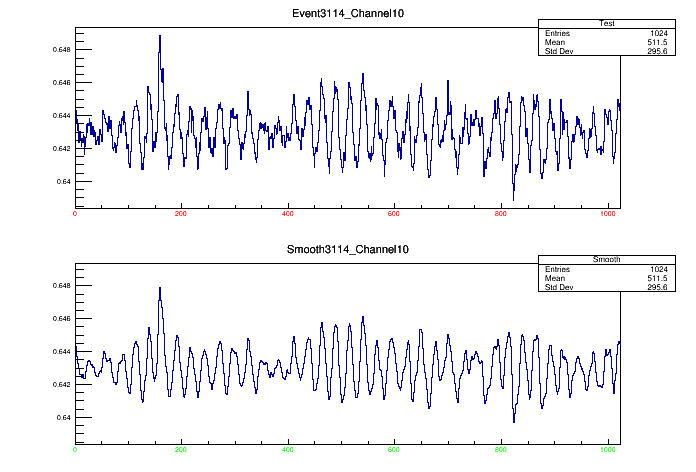 Event3114_Channel10
Test
Entries 1024
Mean 511.5
Std Dev 295.6
0.648
0.646
0.644
0.642
0.64
0 200 400 600 800 1000
Smooth3114_Channel10
Smooth
Entries 1024
Mean 511.5
Std Dev 295.6
0.648
0.646
0.644
0.642
0.64
0 200 400 600 800 1000